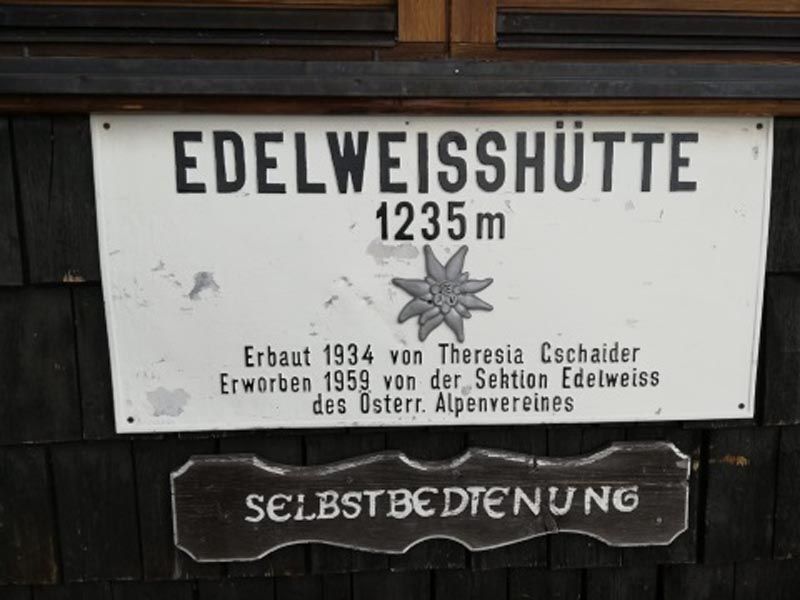 EDELWEISSHÜTTE
1235 m
Erbaut 1934 von Theresia Gschaider
Erworben 1959 von der Sektion Edelweiss
des Österr. Alpenvereines
SELBSTBEDIENUNG